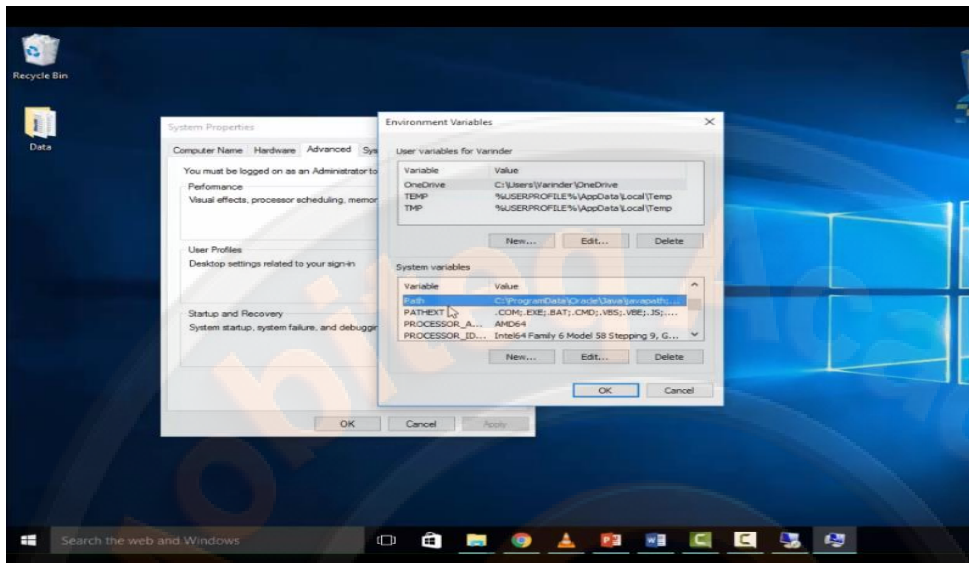 Recycle Bin
Data
System Properties
Computer Name Hardware Advanced Sys
You must be logged on as an Administrator to
Performance
Visual effects, processor scheduling, memor
User Profiles
Desktop settings related to your sign-in
Startup and Recovery
System startup, system failure, and debuggir
OK Cancel Apply
Environment Variables
User variables for Varinder
Variable Value
OneDrive C:\Users\Varinder\OneDrive
TEMP %USERPROFILE%\AppData\Local\Temp
TMP %USERPROFILE%\AppData\Local\Temp
New... Edit... Delete
System variables
Variable Value
Path C:\ProgramData\Oracle\Java\javapath;...
PATHEXT .COM;.EXE;.BAT;.CMD;.VBS;.VBE;.JS;....
PROCESSOR_A... AMD64
PROCESSOR_ID... Intel64 Family 6 Model 58 Stepping 9, G...
New... Edit... Delete
OK Cancel
Search the web and Windows